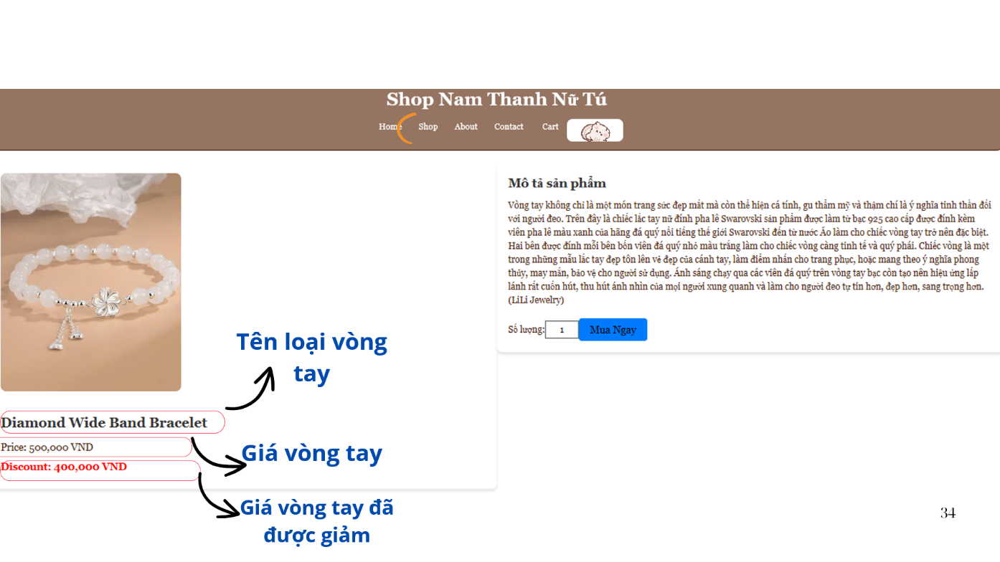 Shop Nam Thanh Nữ Tú
Home Shop About Contact Cart
Mô tả sản phẩm
Vòng tay không chỉ là một món trang sức đẹp mắt mà còn thể hiện cá tính, gu thẩm mỹ và thậm chí là ý nghĩa tinh thần đối
với người đeo. Trên đây là chiếc lắc tay nữ đính pha lê Swarovski sản phẩm được làm từ bạc 925 cao cấp được đính kèm
viên pha lê màu xanh của hãng đá quý nổi tiếng thế giới Swarovski đến từ nước Áo làm cho chiếc vòng tay trở nên đặc biệt.
Hai bên được đính mỗi bên bốn viên đá quý nhỏ màu trắng làm cho chiếc vòng càng tinh tế và quý phái. Chiếc vòng là một
trong những mẫu lắc tay đẹp tôn lên vẻ đẹp của cánh tay, làm điểm nhấn cho trang phục, hoặc mang theo ý nghĩa phong
thủy, may mắn, bảo vệ cho người sử dụng. Ánh sáng chạy qua các viên đá quý trên vòng tay bạc còn tạo nên hiệu ứng lấp
lánh rất cuốn hút, thu hút ánh nhìn của mọi người xung quanh và làm cho người đeo tự tin hơn, đẹp hơn, sang trọng hơn.
(LiLi Jewelry)
Số lượng: 1 Mua Ngay
Tên loại vòng
tay
Diamond Wide Band Bracelet
Price: 500,000 VND
Giá vòng tay
Discount: 400,000 VND
Giá vòng tay đã
được giảm
34